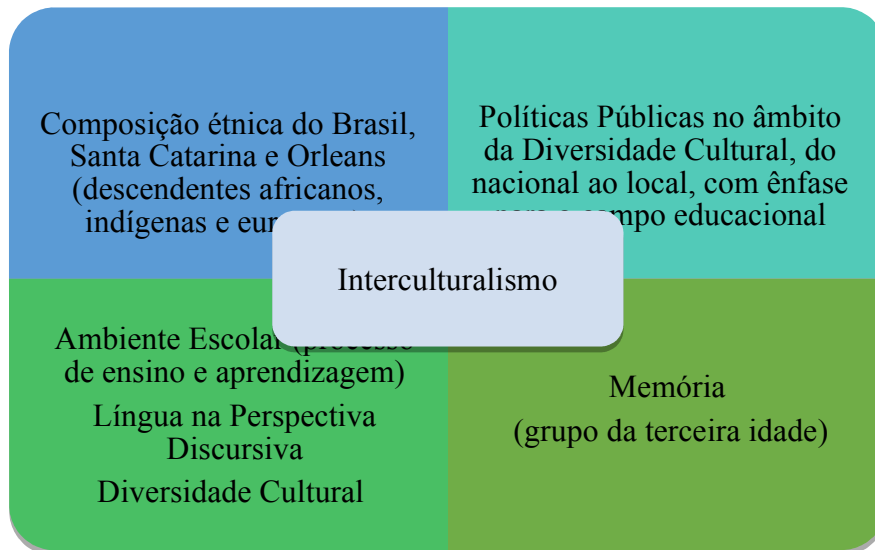 Composição étnica do Brasil,
Santa Catarina e Orleans
(descendentes africanos,
indígenas e
Políticas Públicas no âmbito
da Diversidade Cultural, do
nacional ao local, com ênfase
campo educacional
Interculturalismo
Ambiente Escolar (processo
de ensino e aprendizagem)
Língua na Perspectiva
Discursiva
Diversidade Cultural
Memória
(grupo da terceira idade)